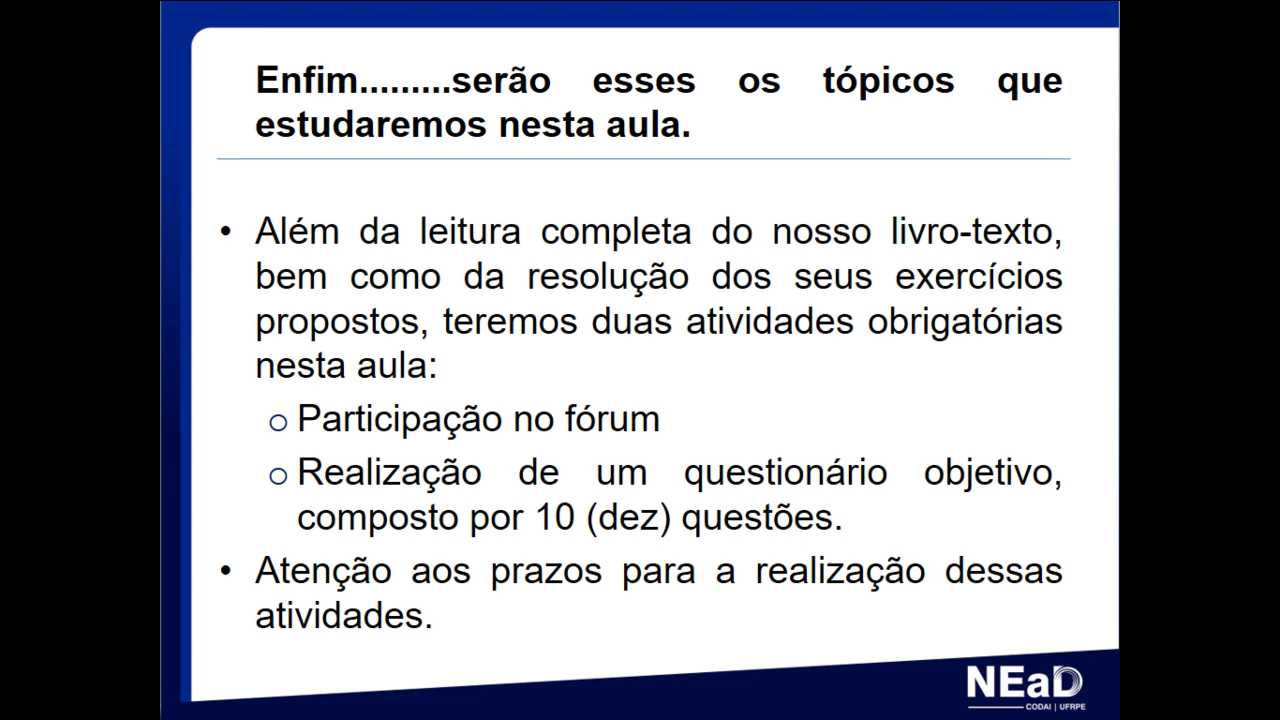 Enfim.........serão esses os tópicos que
estudaremos nesta aula.
• Além da leitura completa do nosso livro-texto,
bem como da resolução dos seus exercícios
propostos, teremos duas atividades obrigatórias
nesta aula:
o Participação no fórum
o Realização de um questionário objetivo,
composto por 10 (dez) questões.
• Atenção aos prazos para a realização dessas
atividades.
NEaD
CODAI | UFRPE